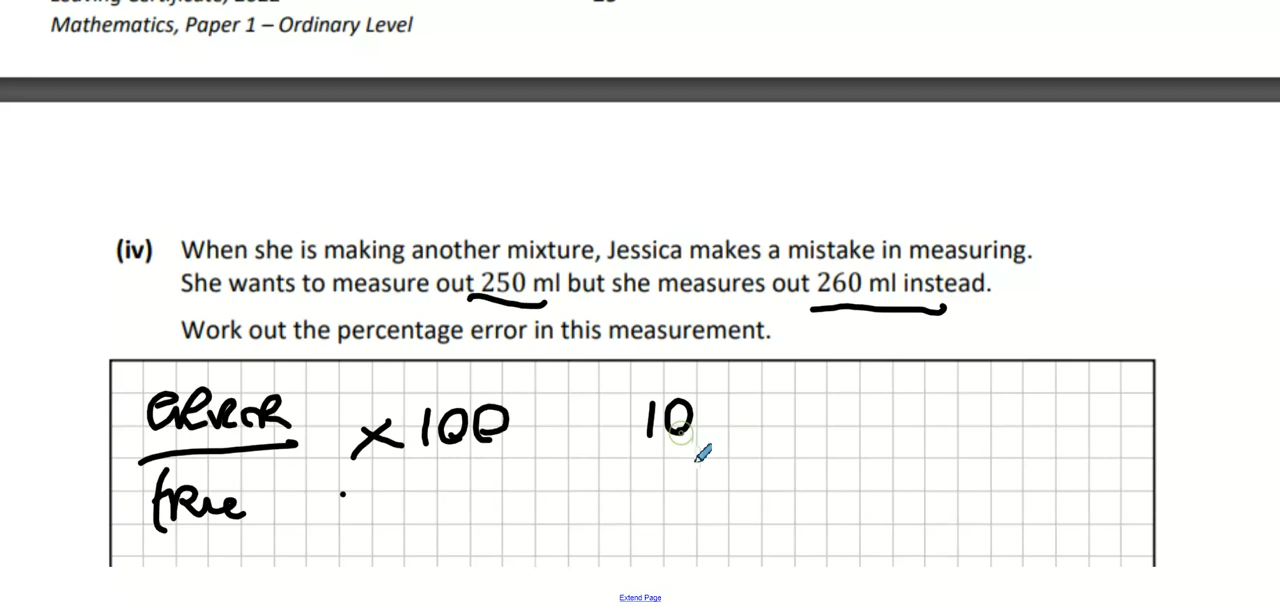 Mathematics, Paper 1 – Ordinary Level
(iv) When she is making another mixture, Jessica makes a mistake in measuring.
She wants to measure out 250 ml but she measures out 260 ml instead.
Work out the percentage error in this measurement.
error
true
× 100
10
Extend Page